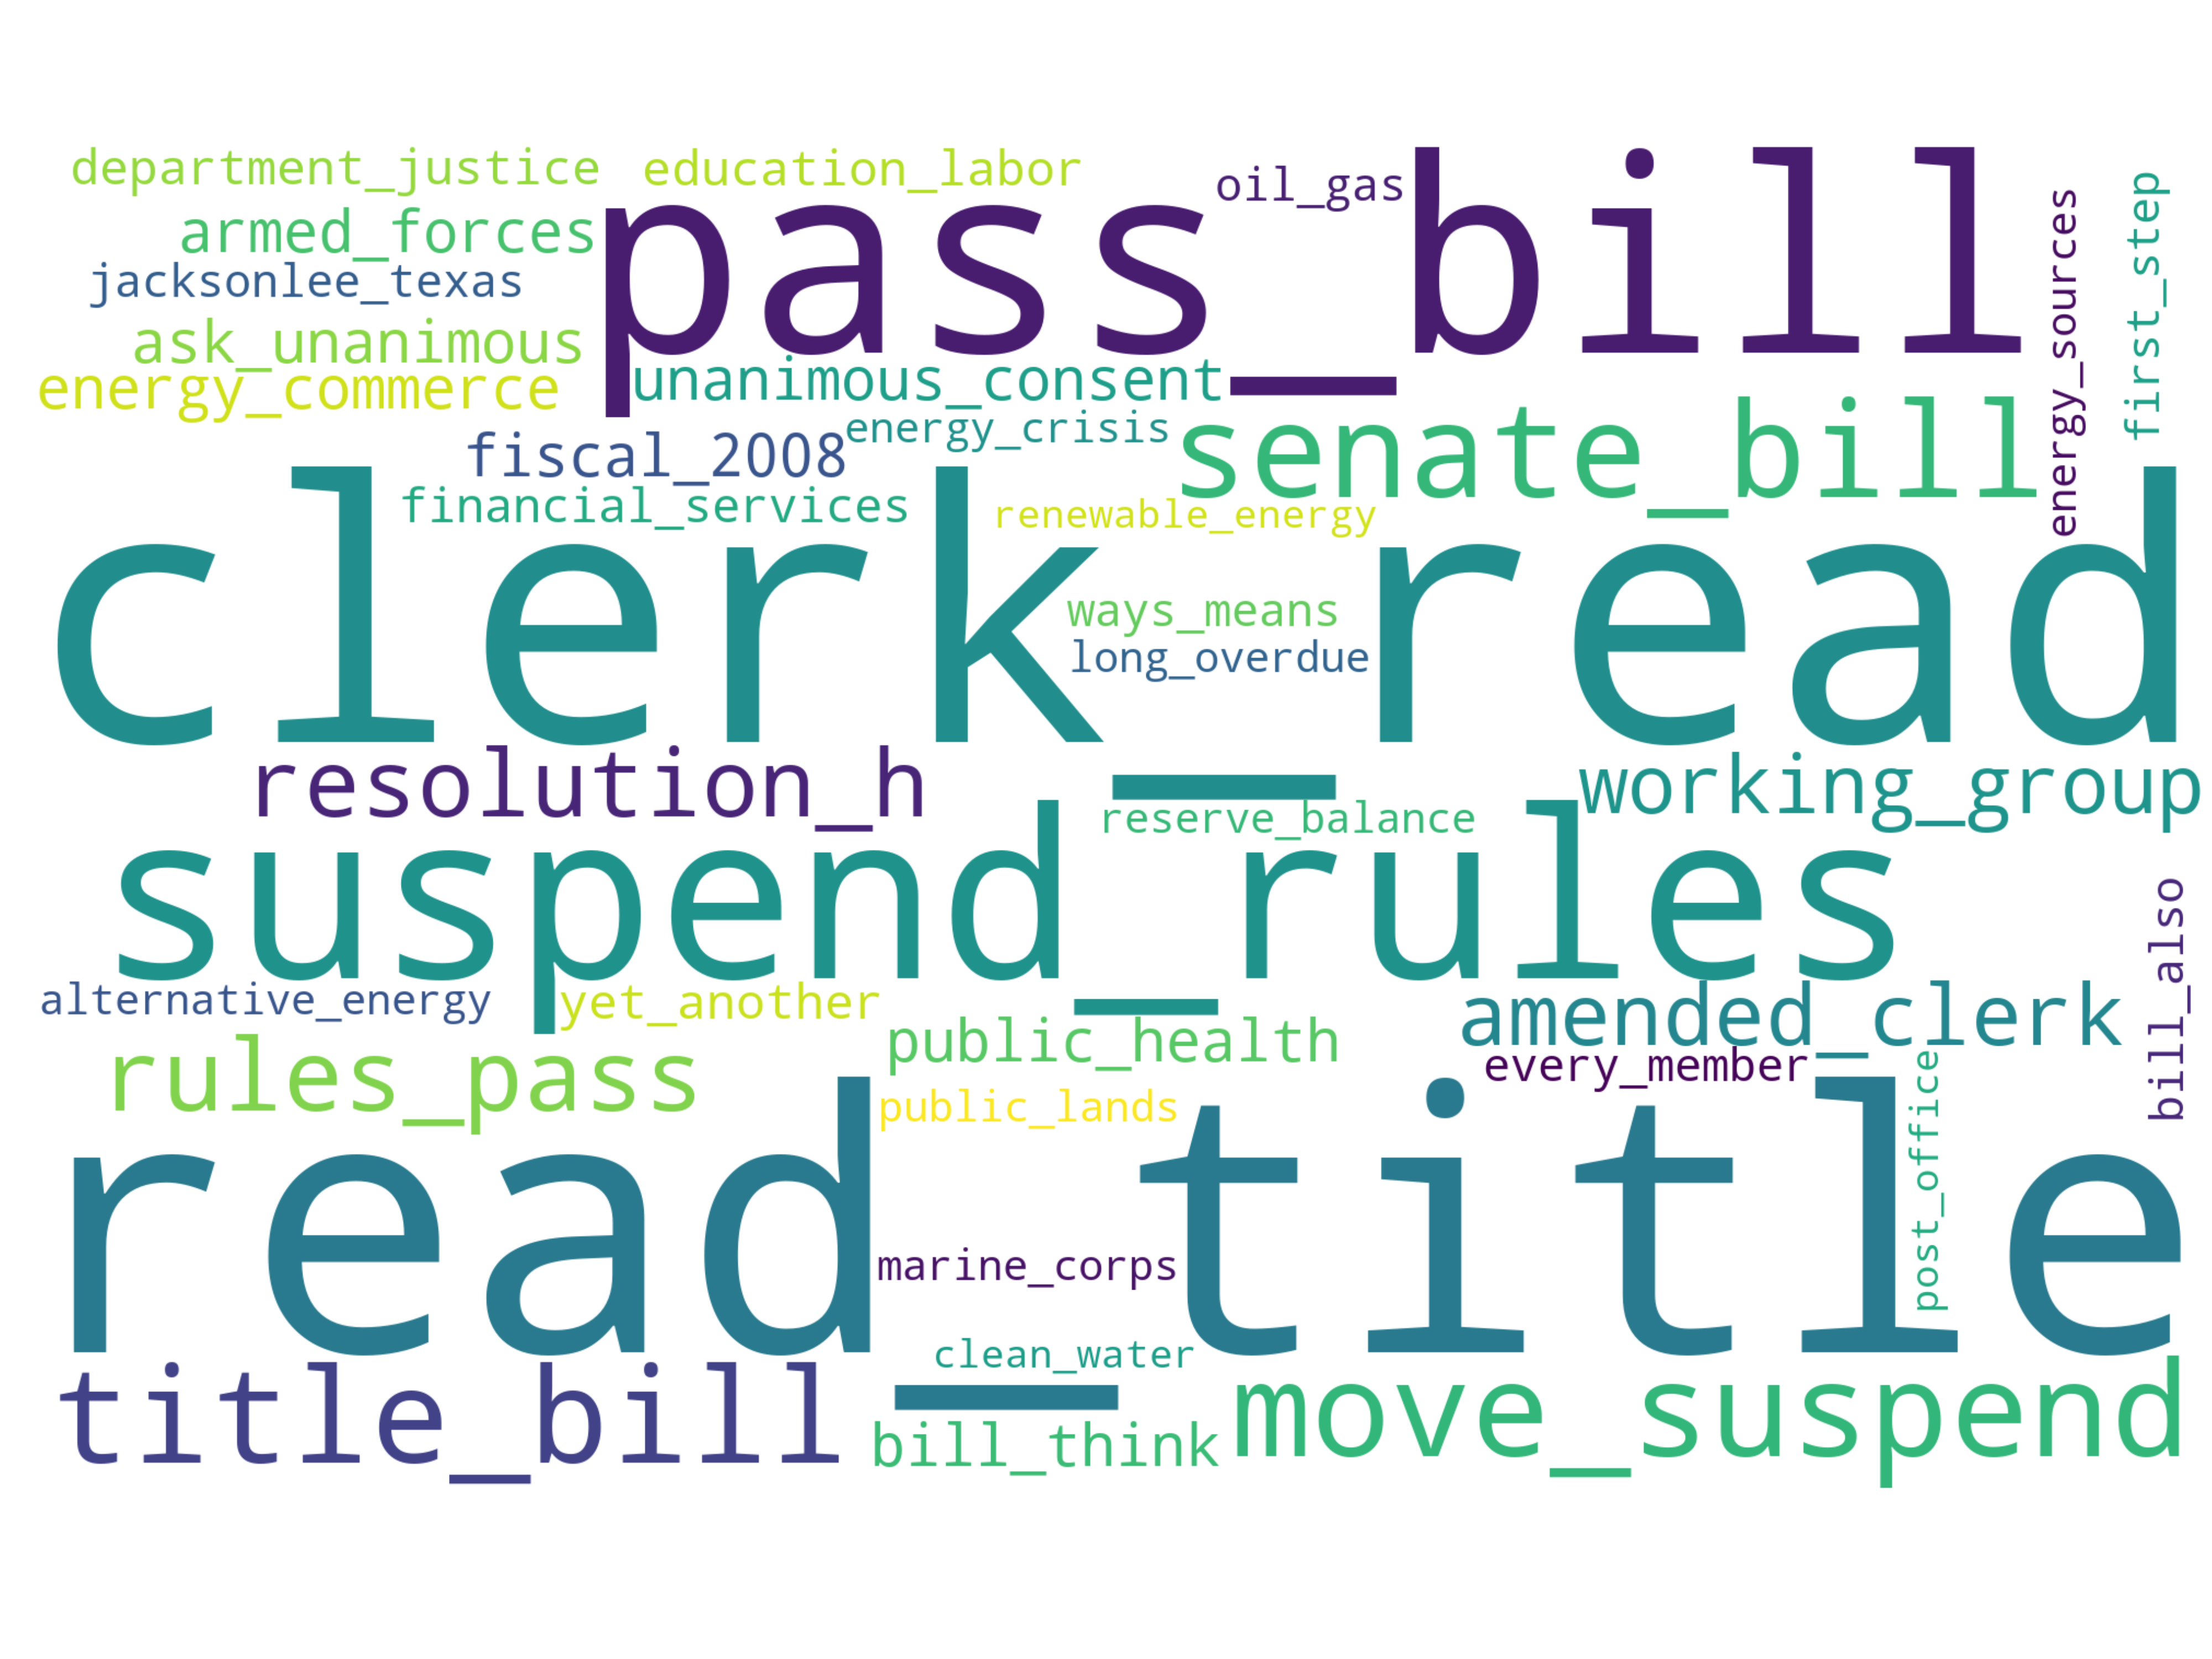 department_justice
education_labor
oil_gas
pass_bill
armed_forces
jacksonlee_texas
ask_unanimous
energy_commerce
unanimous_consent
energy_sources
first_step
energy_crisis
fiscal_2008
senate_bill
financial_services
renewable_energy
clerk_read
ways_means
long_overdue
resolution_h
working_group
reserve_balance
suspend_rules
bill_also
alternative_energy
yet_another
amended_clerk
public_health
every_member
rules_pass
public_lands
post_office
read_title
marine_corps
clean_water
title_bill
bill_think
move_suspend